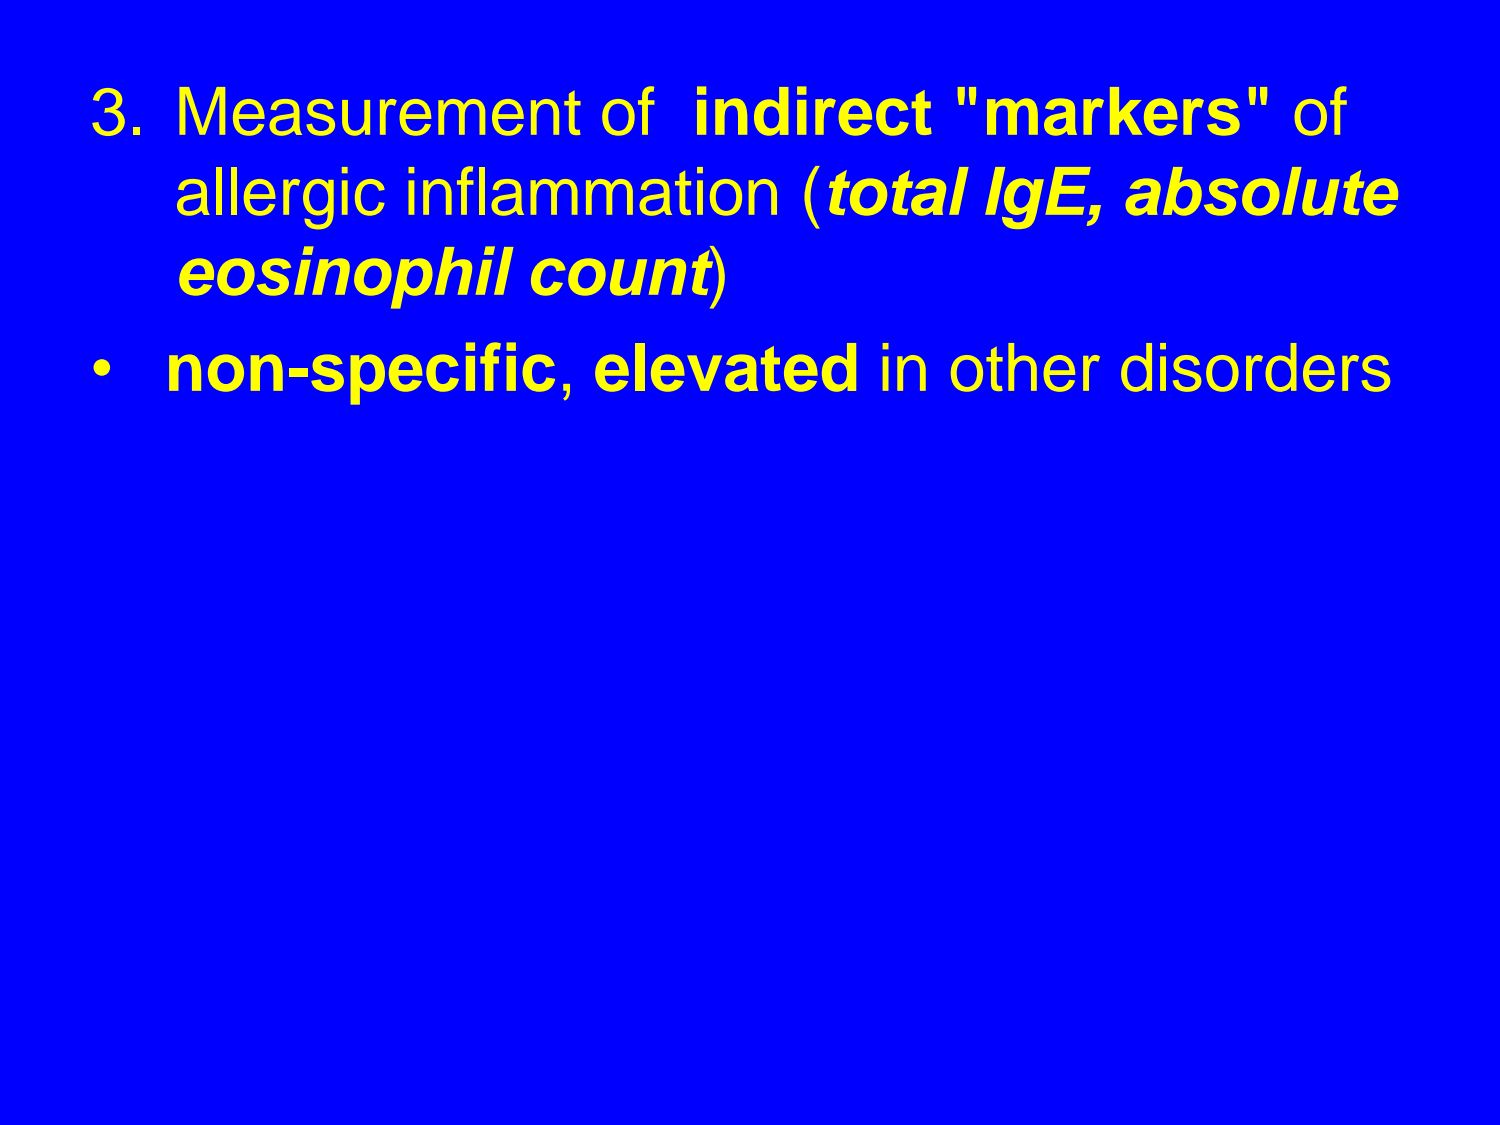 3. Measurement of indirect "markers" of
allergic inflammation (total IgE, absolute
eosinophil count)
• non-specific, elevated in other disorders